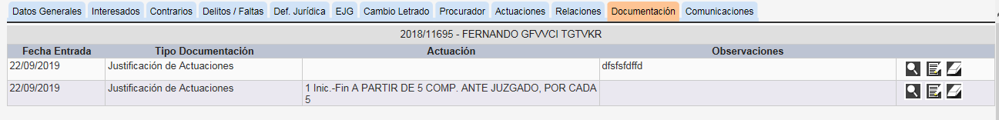 Datos Generales Interesados Contrarios Delitos / Faltas Def. Jurídica EJG Cambio Letrado Procurador Actuaciones Relaciones Documentación Comunicaciones
2018/11695 - FERNANDO GFVVCI TGTVKR
Fecha Entrada Tipo Documentación Actuación Observaciones
22/09/2019 Justificación de Actuaciones dfsfsfdffd
22/09/2019 Justificación de Actuaciones 1 Inic.-Fin A PARTIR DE 5 COMP. ANTE JUZGADO, POR CADA
5